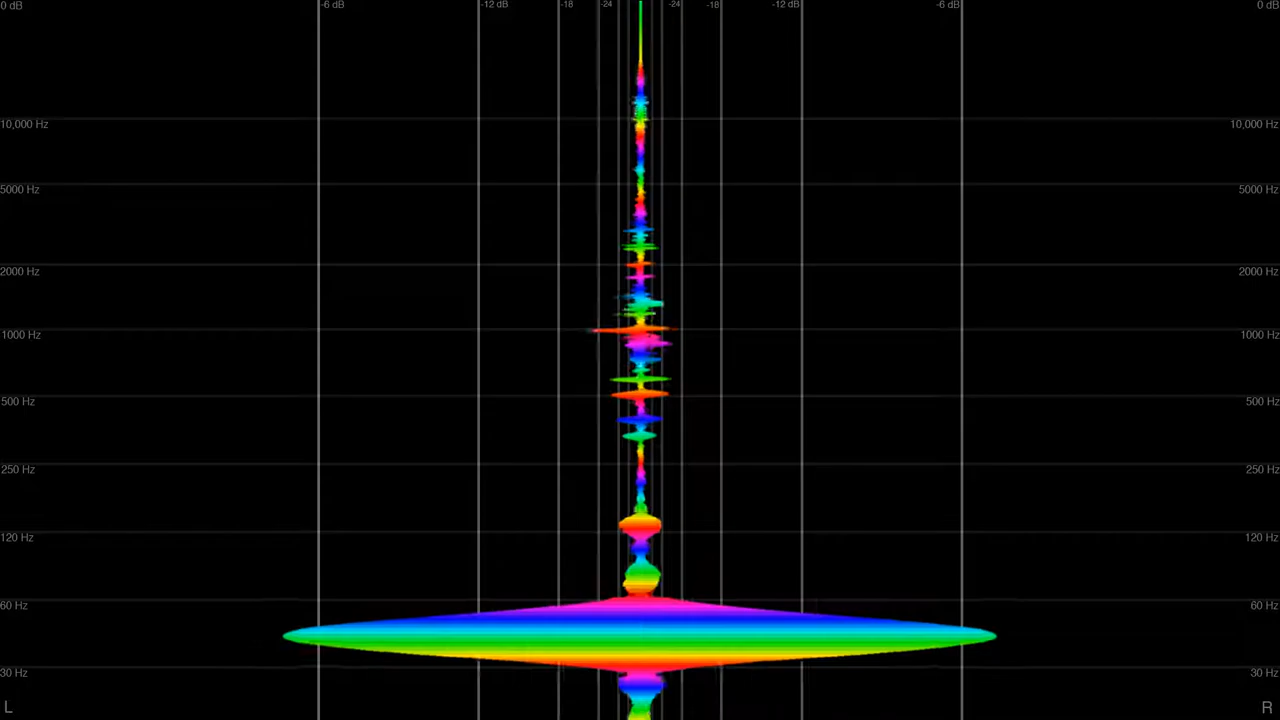 0 dB -6 dB -12 dB -18 -24 -24 -18 -12 dB -6 dB 0 dB
10,000 Hz 10,000 Hz
5000 Hz 5000 Hz
2000 Hz 2000 Hz
1000 Hz 1000 Hz
500 Hz 500 Hz
250 Hz 250 Hz
120 Hz 120 Hz
60 Hz 60 Hz
30 Hz 30 Hz
L R